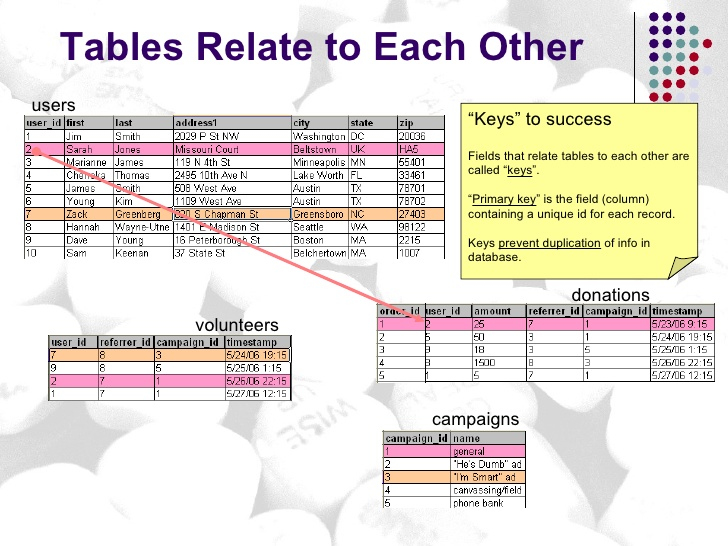 Tables Relate to Each Other
users
user_id first last address1 city state zip
1 Jim Smith 2029 P St NW Washington DC 20036
2 Sarah Jones Missouri Court Beltstown UK HA5
3 Marianne James 119 N 4th St Minneapolis MN 55401
4 Thomas 2495 10th Ave N Lake Worth FL 33461
5 James Smith 508 West Ave Austin TX 78701
6 Young Kim 1109 West Ave Austin TX 78702
7 Zack Greenberg 620 S Chapman St Greensboro NC 27403
8 Hannah Wayne-Utne 1401 E Madison St Seattle WA 98122
9 Dave Young 16 Peterborough St Boston MA 2215
10 Sam Keenan 37 State St Belchertown MA 1007
“Keys” to success
Fields that relate tables to each other are
called “keys”.
“Primary key” is the field (column)
containing a unique id for each record.
Keys prevent duplication of info in
database.
donations
order_id user_id amount referrer_id campaign_id timestamp
1 2 25 7 1 5/23/06 9:15
2 5 50 3 1 5/24/06 19:15
3 9 18 3 5 5/25/06 1:15
4 8 1500 8 3 5/26/06 22:15
5 1 5 7 1 5/27/06 12:15
volunteers
user_id referrer_id campaign_id timestamp
7 8 3 5/24/06 19:15
9 8 5 5/25/06 1:15
2 7 1 5/26/06 22:15
1 7 1 5/27/06 12:15
campaigns
campaign_id name
1 general
2 "He's Dumb" ad
3 "I'm Smart" ad
4 canvassing/field
5 phone bank
WISE